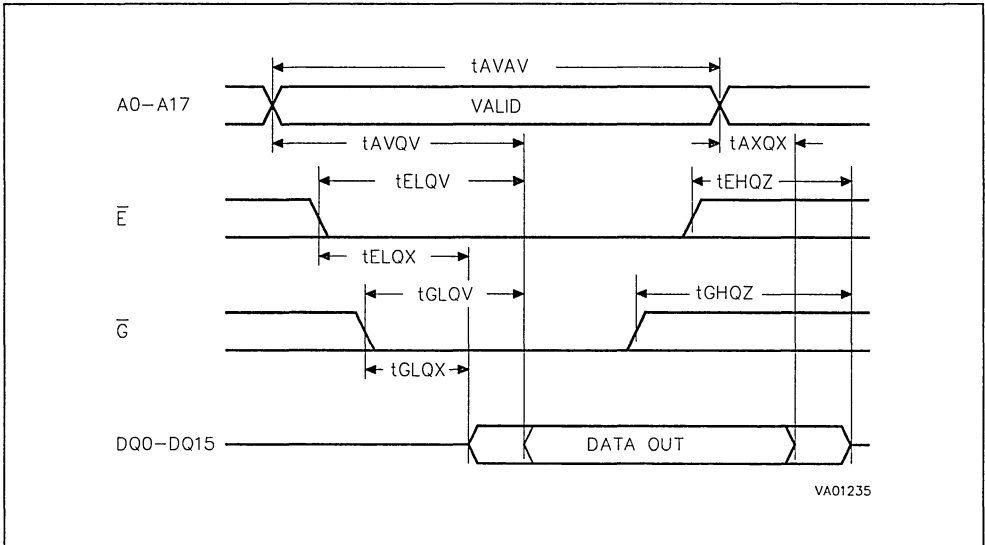 tAVAV
A0-A17
VALID
tAVQV
tAXQX
tELQV
tEHQZ
E̅
tELQX
tGLQV
tGHQZ
G̅
tGLQX
DQ0-DQ15
DATA OUT
VA01235